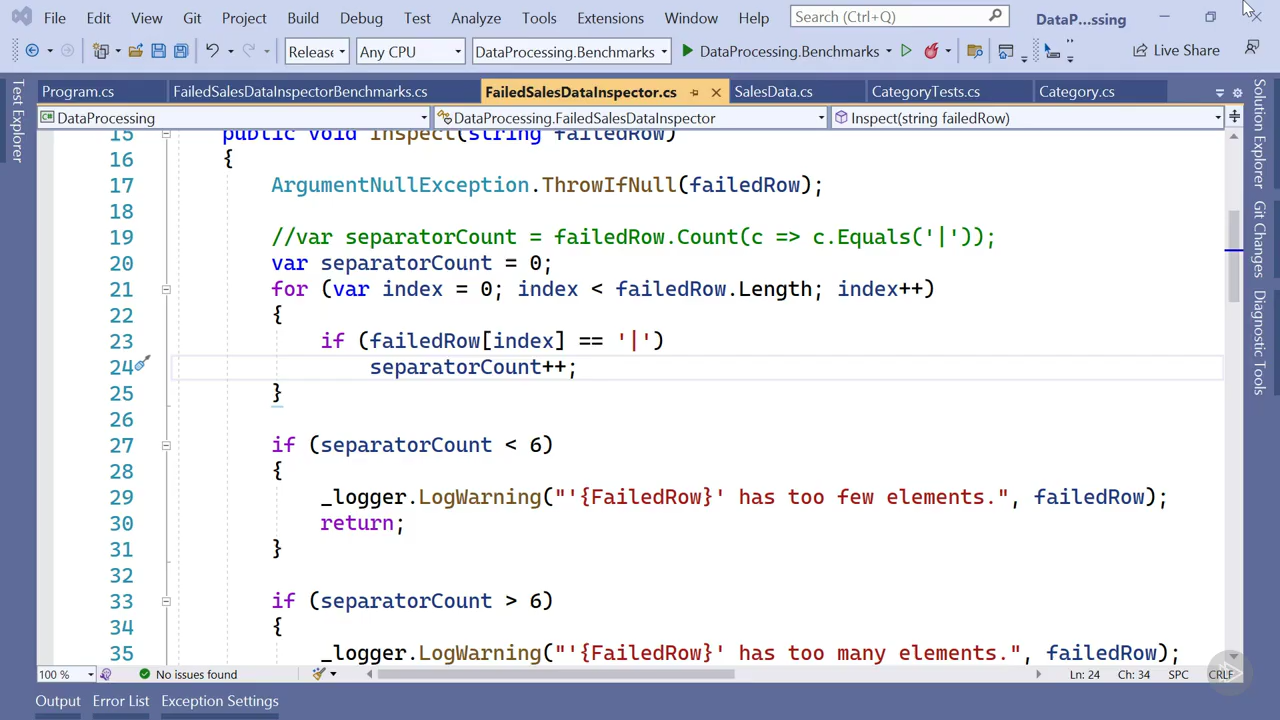 File Edit View Git Project Build Debug Test Analyze Tools Extensions Window Help Search (Ctrl+Q) DataP...ssing
Release Any CPU DataProcessing.Benchmarks DataProcessing.Benchmarks Live Share
Test Explorer
Program.cs FailedSalesDataInspectorBenchmarks.cs FailedSalesDataInspector.cs SalesData.cs CategoryTests.cs Category.cs
DataProcessing DataProcessing.FailedSalesDataInspector Inspect(string failedRow)
15 public void Inspect(string failedRow)
16 {
17 ArgumentNullException.ThrowIfNull(failedRow);
18
19 //var separatorCount = failedRow.Count(c => c.Equals('|'));
20 var separatorCount = 0;
21 for (var index = 0; index < failedRow.Length; index++)
22 {
23 if (failedRow[index] == '|')
24 separatorCount++;
25 }
26
27 if (separatorCount < 6)
28 {
29 _logger.LogWarning("'{FailedRow}' has too few elements.", failedRow);
30 return;
31 }
32
33 if (separatorCount > 6)
34 {
35 _logger.LogWarning("'{FailedRow}' has too many elements.", failedRow);
Solution Explorer
Git Changes
Diagnostic Tools
100 % No issues found Ln: 24 Ch: 34 SPC CRLF
Output Error List Exception Settings